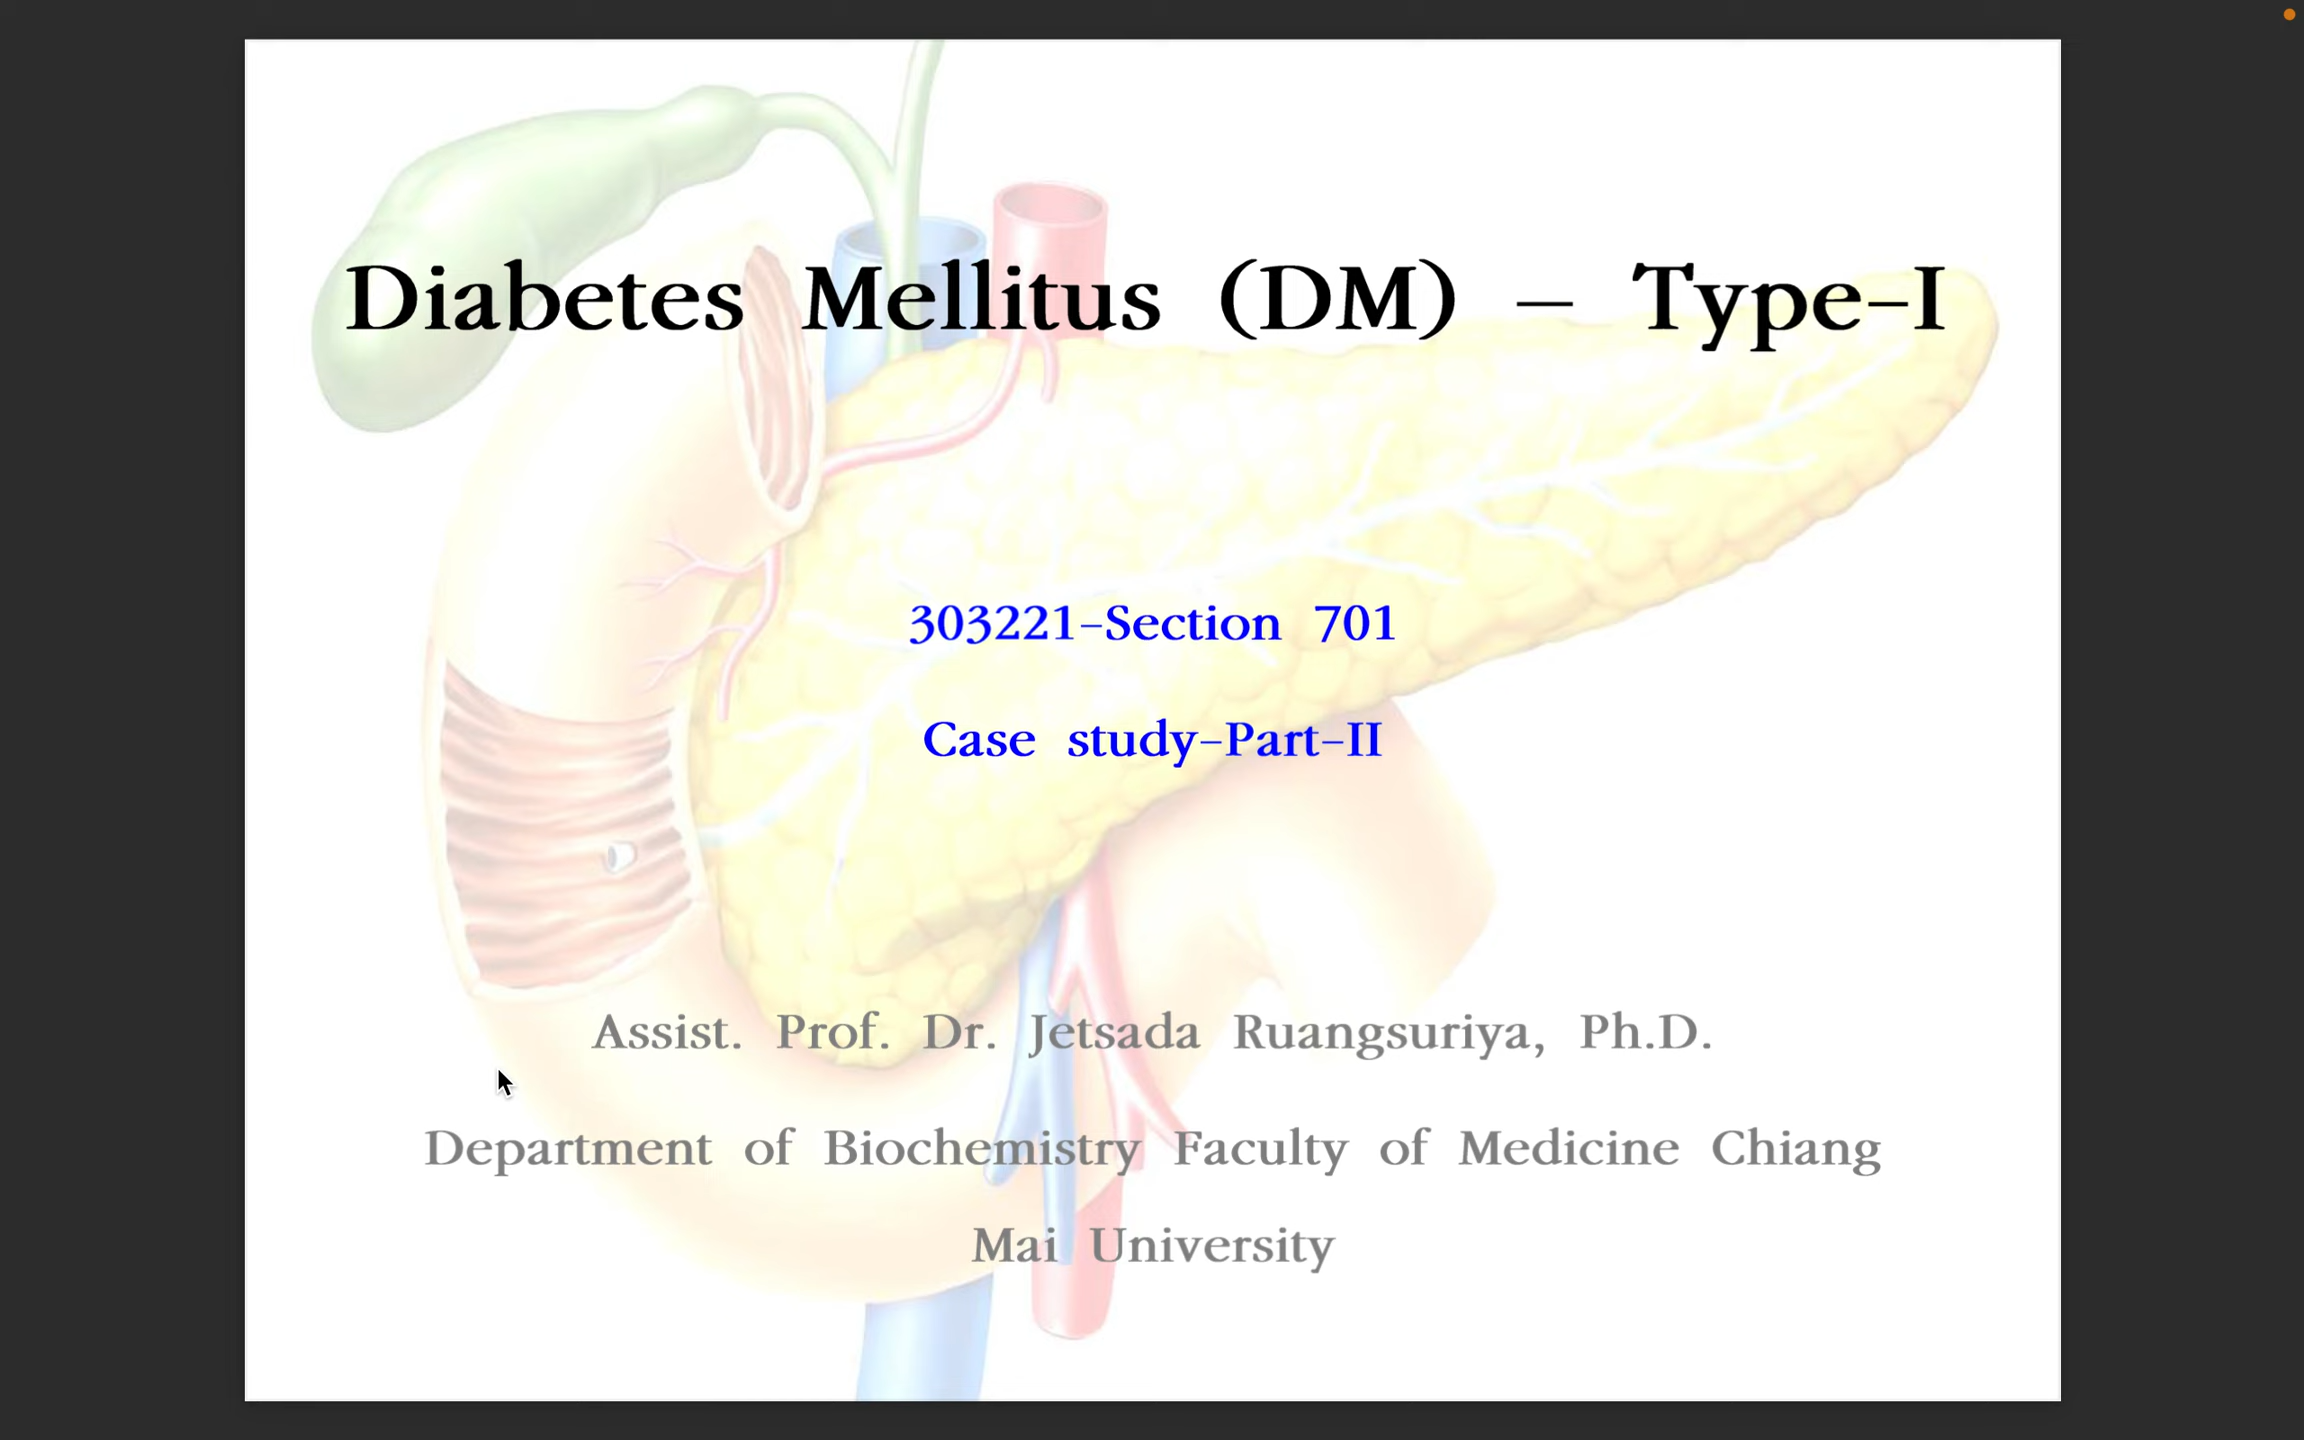 Diabetes Mellitus (DM) – Type-I
303221-Section 701
Case study-Part-II
Assist. Prof. Dr. Jetsada Ruangsuriya, Ph.D.
Department of Biochemistry Faculty of Medicine Chiang
Mai University